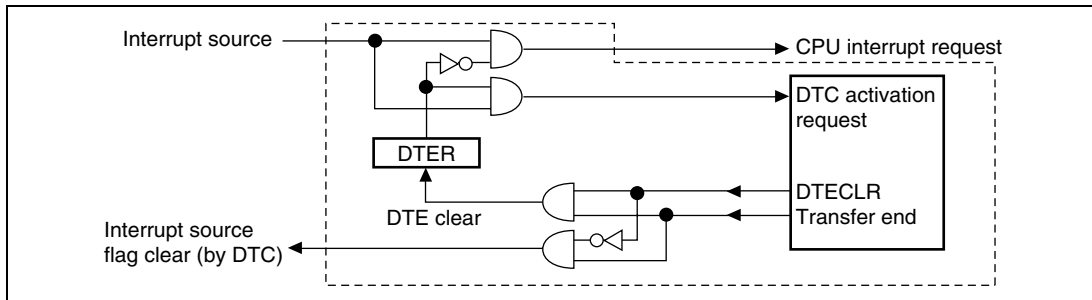 Interrupt source
CPU interrupt request
DTC activation
request
DTER
DTECLR
DTE clear
Transfer end
Interrupt source
flag clear (by DTC)